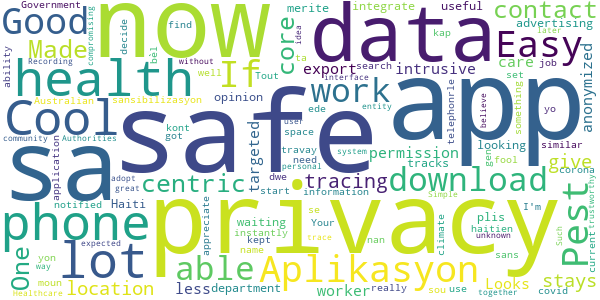 Government compromising find integrate useful
Good decide merite contact
now data
Made core advertising
idea kap later
Recording without ta interface search job
ability bèl Tout export intrusive Easy
health If care set
well
Australian sansibilizasyon opinion work telephonrle something anonymized
Cool ede entity app
community Authorities kont user yo
safe
sa got targeted space travay permission looking believe similar
application adopt centric need personal system tracks gen fool corona
great dwe tracing give
notified Haiti start information download Pest
phone appreciate waiting se Your plis simple current trustworthy
instantly nan climate haitien I'm
privacy
One expected lot able kept name sans unknown Such
yon trace Looks stays
way moun Aplikasyon
location less department really sou use together
Healthcare worker covid